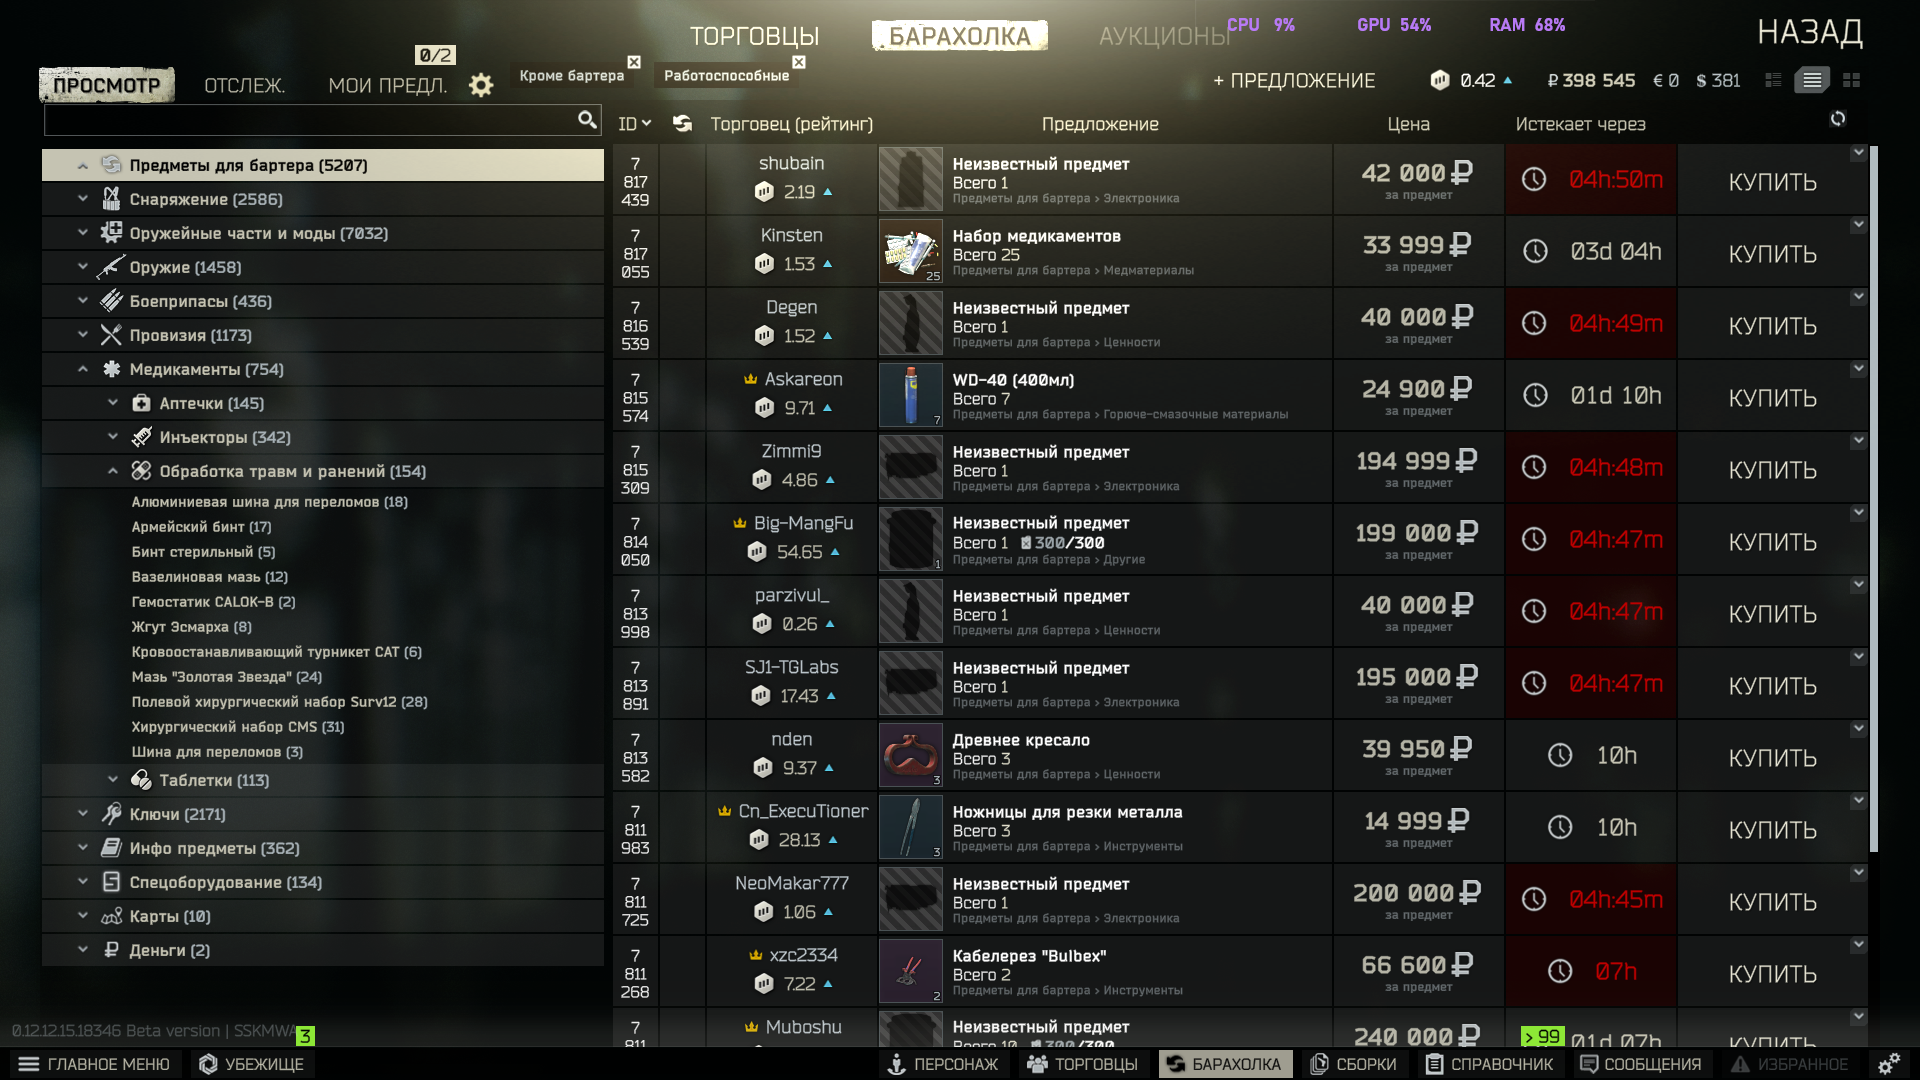 ТОРГОВЦЫ
БАРАХОЛКА
АУКЦИОНЫ
CPU 9%
GPU 54%
RAM 68%
НАЗАД
ПРОСМОТР
ОТСЛЕЖ.
0/2
МОИ ПРЕДЛ.
Кроме бартера
Работоспособные
+ ПРЕДЛОЖЕНИЕ
0.42
₽ 398 545
€ 0
$ 381
ID
Торговец (рейтинг)
Предложение
Цена
Истекает через
Предметы для бартера (5207)
Снаряжение (2586)
Оружейные части и моды (7032)
Оружие (1458)
Боеприпасы (436)
Провизия (1173)
Медикаменты (754)
Аптечки (145)
Инъекторы (342)
Обработка травм и ранений (154)
Алюминиевая шина для переломов (18)
Армейский бинт (17)
Бинт стерильный (5)
Вазелиновая мазь (12)
Гемостатик CALOK-B (2)
Жгут Эсмарха (8)
Кровоостанавливающий турникет CAT (6)
Мазь "Золотая Звезда" (24)
Полевой хирургический набор Surv12 (28)
Хирургический набор CMS (31)
Шина для переломов (3)
Таблетки (113)
Ключи (2171)
Инфо предметы (362)
Спецоборудование (134)
Карты (10)
Деньги (2)
7 817 439
shubain
2.19
Неизвестный предмет
Всего 1
Предметы для бартера > Электроника
42 000 ₽
за предмет
04h:50m
КУПИТЬ
7 817 055
Kinsten
1.53
25
Набор медикаментов
Всего 25
Предметы для бартера > Медматериалы
33 999 ₽
за предмет
03d 04h
КУПИТЬ
7 816 539
Degen
1.52
Неизвестный предмет
Всего 1
Предметы для бартера > Ценности
40 000 ₽
за предмет
04h:49m
КУПИТЬ
7 815 574
Askareon
9.71
7
WD-40 (400мл)
Всего 7
Предметы для бартера > Горюче-смазочные материалы
24 900 ₽
за предмет
01d 10h
КУПИТЬ
7 815 309
Zimmi9
4.86
Неизвестный предмет
Всего 1
Предметы для бартера > Электроника
194 999 ₽
за предмет
04h:48m
КУПИТЬ
7 814 050
Big-MangFu
54.65
1
Неизвестный предмет
Всего 1 300/300
Предметы для бартера > Другие
199 000 ₽
за предмет
04h:47m
КУПИТЬ
7 813 998
parzivul_
0.26
Неизвестный предмет
Всего 1
Предметы для бартера > Ценности
40 000 ₽
за предмет
04h:47m
КУПИТЬ
7 813 891
SJ1-TGLabs
17.43
Неизвестный предмет
Всего 1
Предметы для бартера > Электроника
195 000 ₽
за предмет
04h:47m
КУПИТЬ
7 813 582
nden
9.37
3
Древнее кресало
Всего 3
Предметы для бартера > Ценности
39 950 ₽
за предмет
10h
КУПИТЬ
7 811 983
Cn_ExecuTioner
28.13
3
Ножницы для резки металла
Всего 3
Предметы для бартера > Инструменты
14 999 ₽
за предмет
10h
КУПИТЬ
7 811 725
NeoMakar777
1.06
Неизвестный предмет
Всего 1
Предметы для бартера > Электроника
200 000 ₽
за предмет
04h:45m
КУПИТЬ
7 811 268
xzc2334
7.22
2
Кабелерез "Bulbex"
Всего 2
Предметы для бартера > Инструменты
66 600 ₽
за предмет
07h
КУПИТЬ
7 811
Muboshu
Неизвестный предмет
Всего 10 300/300
240 000 ₽
01d 07h
КУПИТЬ
0.12.12.15.18346 Beta version | SSKMWA
3
> 99
ГЛАВНОЕ МЕНЮ
УБЕЖИЩЕ
ПЕРСОНАЖ
ТОРГОВЦЫ
БАРАХОЛКА
СБОРКИ
СПРАВОЧНИК
СООБЩЕНИЯ
ИЗБРАННОЕ